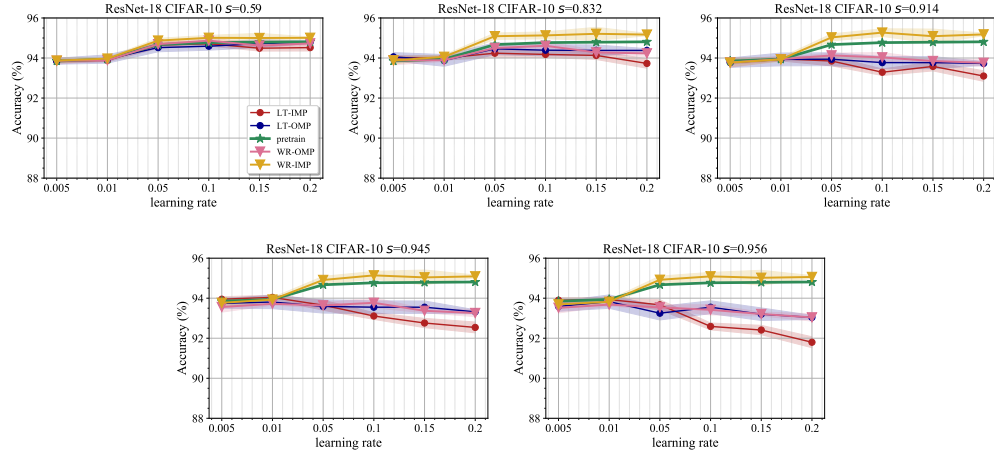 ResNet-18 CIFAR-10 s=0.59
Accuracy (%)
96
94
92
90
88
0.005 0.01 0.05 0.1 0.15 0.2
learning rate
LT-IMP
LT-OMP
pretrain
WR-OMP
WR-IMP
ResNet-18 CIFAR-10 s=0.832
Accuracy (%)
96
94
92
90
88
0.005 0.01 0.05 0.1 0.15 0.2
learning rate
ResNet-18 CIFAR-10 s=0.914
Accuracy (%)
96
94
92
90
88
0.005 0.01 0.05 0.1 0.15 0.2
learning rate
ResNet-18 CIFAR-10 s=0.945
Accuracy (%)
96
94
92
90
88
0.005 0.01 0.05 0.1 0.15 0.2
learning rate
ResNet-18 CIFAR-10 s=0.956
Accuracy (%)
96
94
92
90
88
0.005 0.01 0.05 0.1 0.15 0.2
learning rate